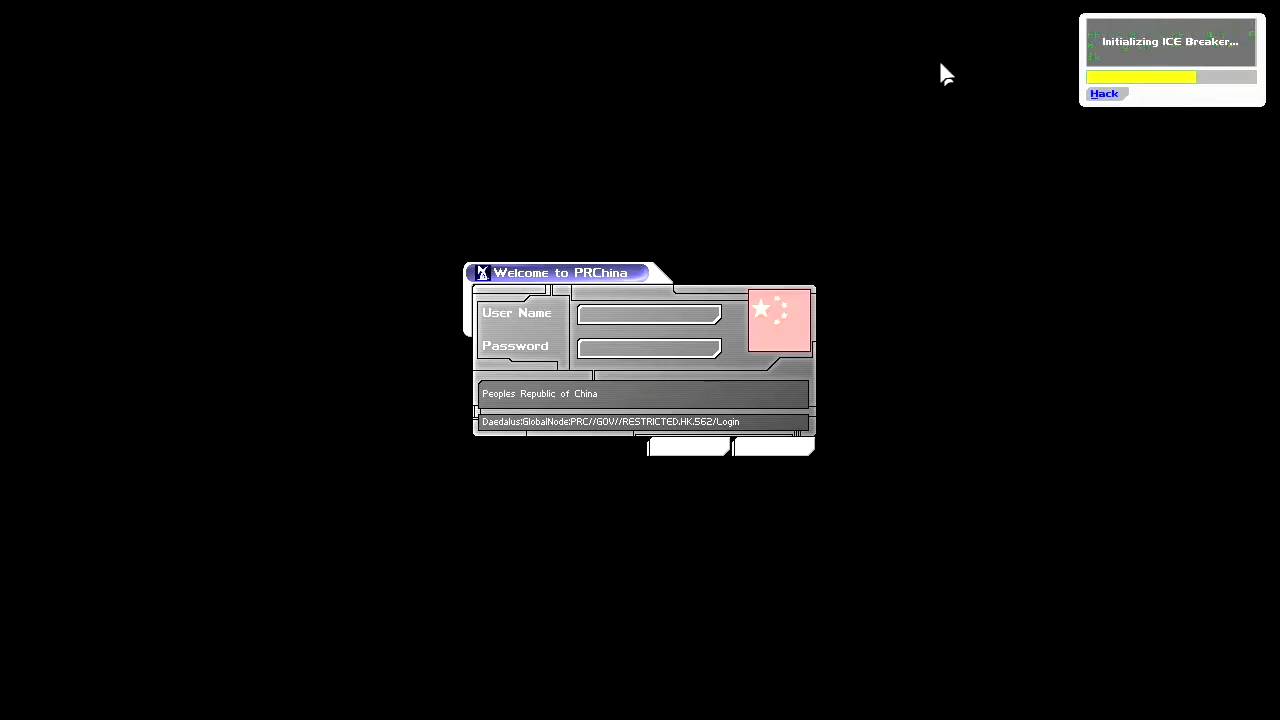 Initializing ICE Breaker...
Hack
Welcome to PRChina
User Name
Password
Peoples Republic of China
Daedalus:GlobalNode:PRC//GOV//RESTRICTED.HK.562/Login